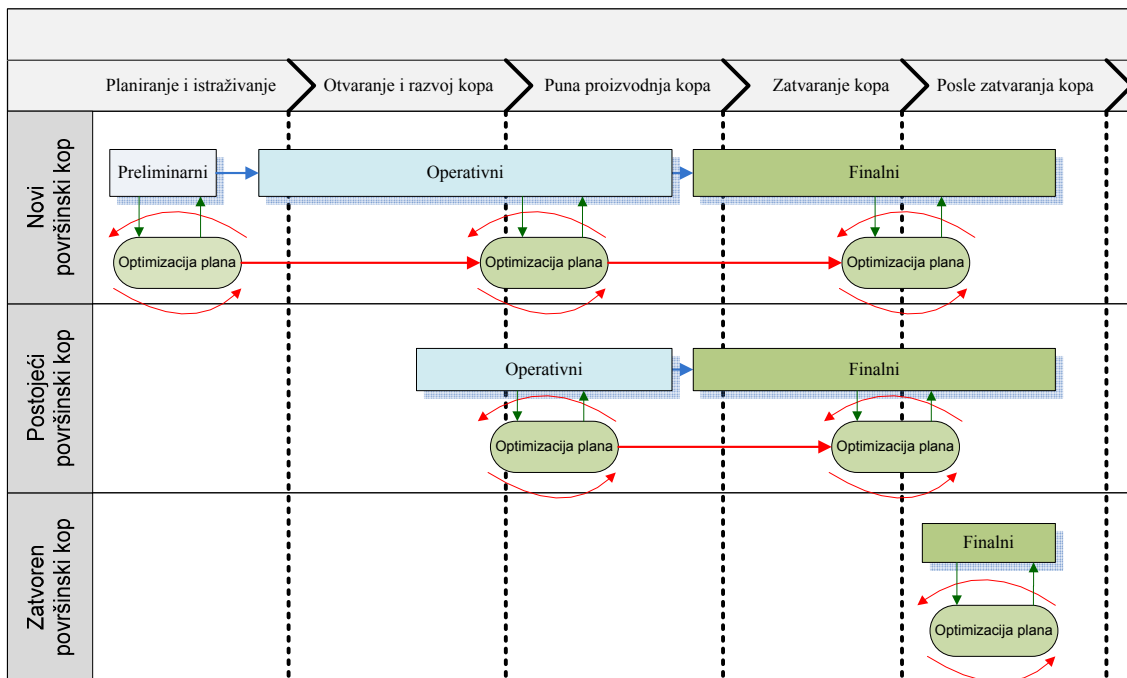 Planiranje i istraživanje
Otvaranje i razvoj kopa
Puna proizvodnja kopa
Zatvaranje kopa
Posle zatvaranja kopa
Novi
površinski kop
Preliminarni
Operativni
Finalni
Optimizacija plana
Optimizacija plana
Optimizacija plana
Postojeći
površinski kop
Operativni
Finalni
Optimizacija plana
Optimizacija plana
Zatvoren
površinski kop
Finalni
Optimizacija plana